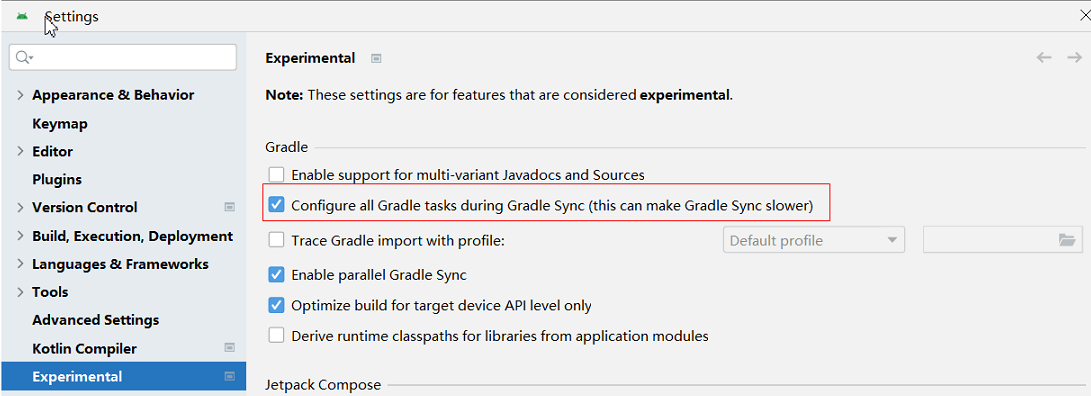 Settings
Appearance & Behavior
Keymap
Editor
Plugins
Version Control
Build, Execution, Deployment
Languages & Frameworks
Tools
Advanced Settings
Kotlin Compiler
Experimental
Experimental
Note: These settings are for features that are considered experimental.
Gradle
Enable support for multi-variant Javadocs and Sources
Configure all Gradle tasks during Gradle Sync (this can make Gradle Sync slower)
Trace Gradle import with profile: Default profile
Enable parallel Gradle Sync
Optimize build for target device API level only
Derive runtime classpaths for libraries from application modules
Jetpack Compose